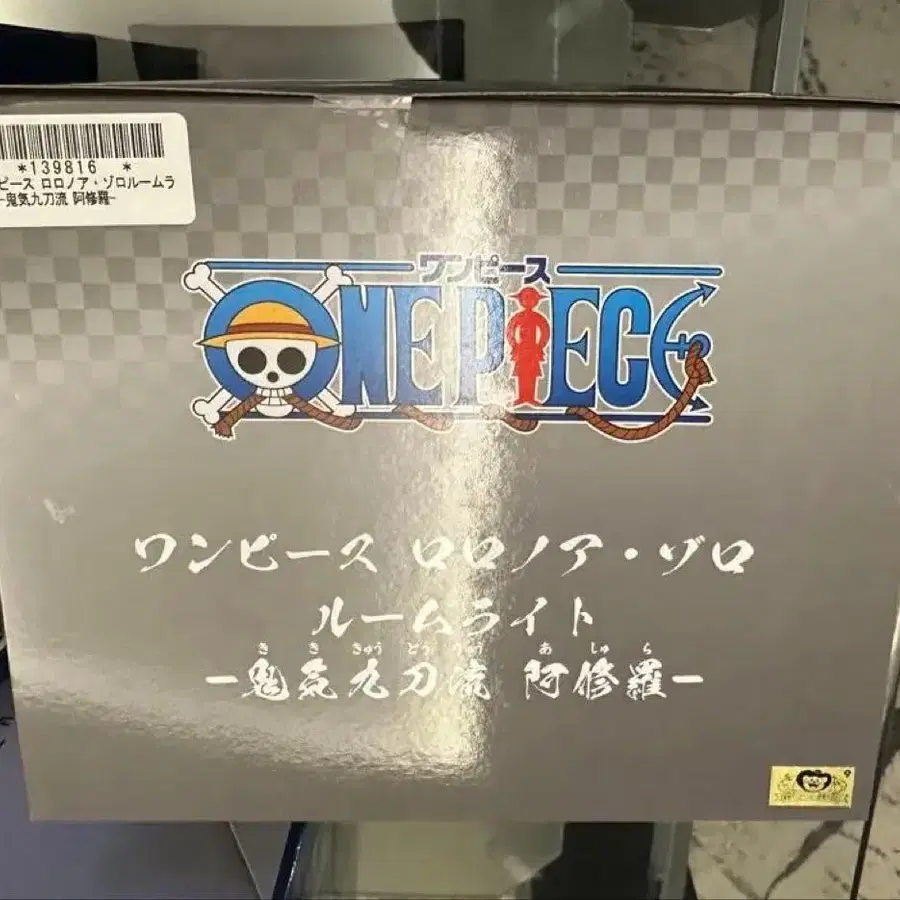 *139816 *
ピース ロロノア・ゾロルームラ
-鬼気九刀流 阿修羅-
ワンピース
ONE PIECE
ワンピース ロロノア・ゾロ
ルームライト
き き きゅう とう りゅう あ しゅ ら
-鬼気九刀流 阿修羅-